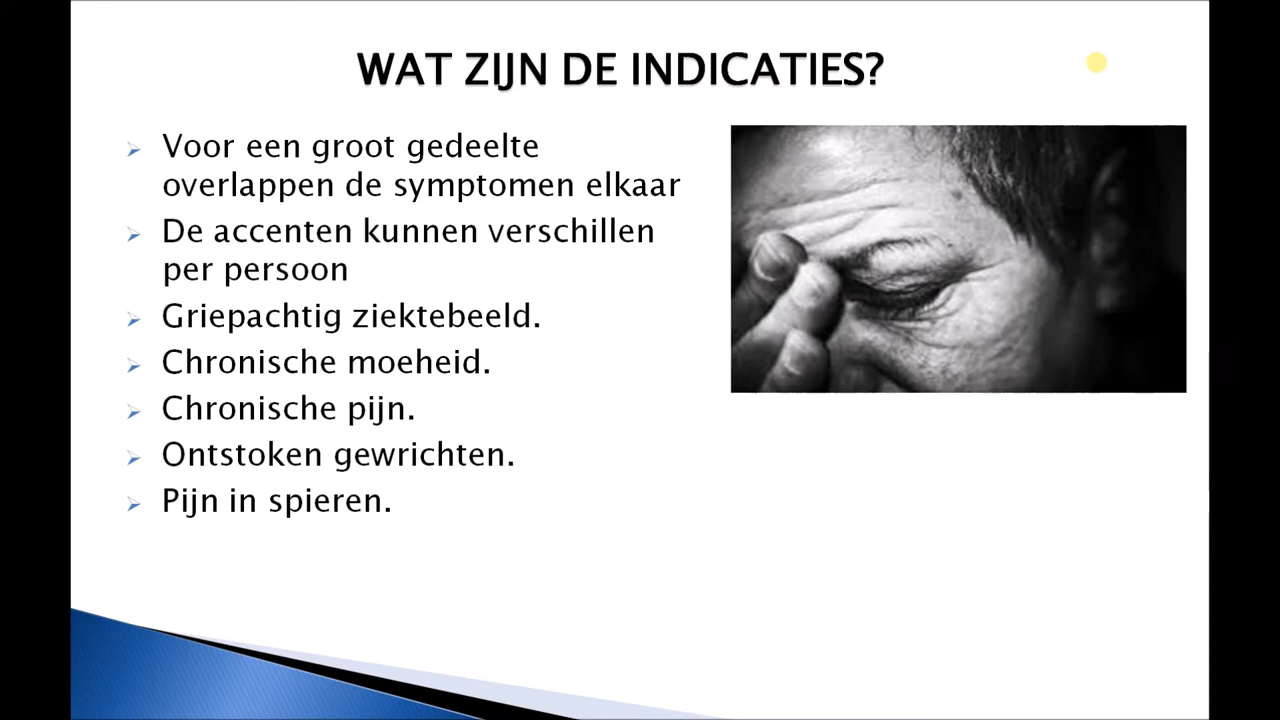 WAT ZIJN DE INDICATIES?
Voor een groot gedeelte
overlappen de symptomen elkaar
De accenten kunnen verschillen
per persoon
Griepachtig ziektebeeld.
Chronische moeheid.
Chronische pijn.
Ontstoken gewrichten.
Pijn in spieren.